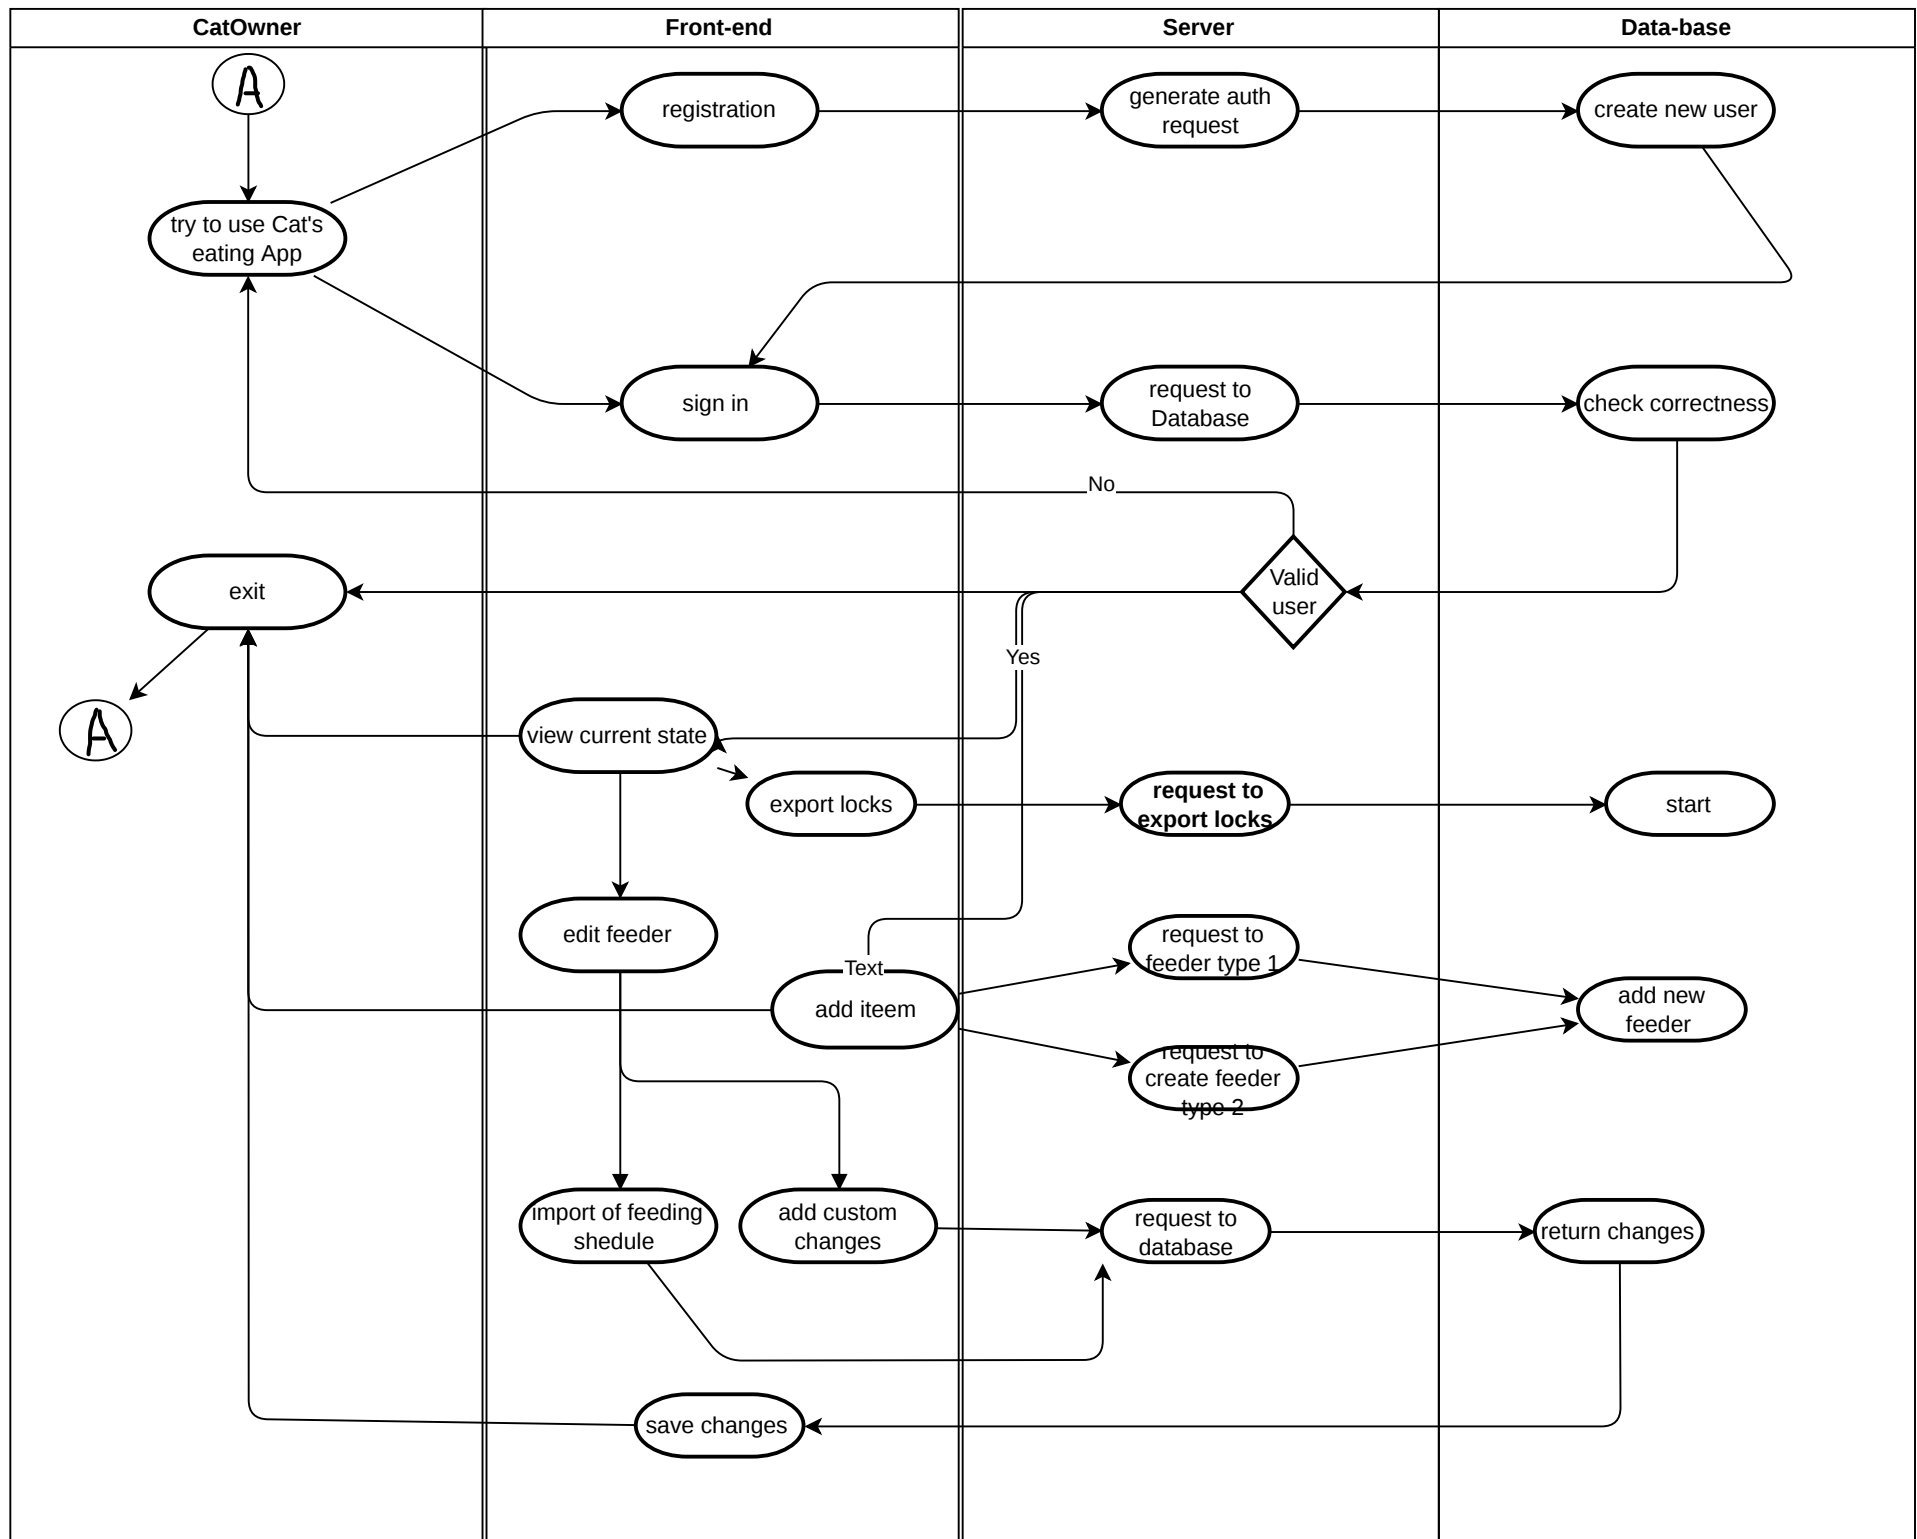 CatOwner
Front-end
Server
Data-base
A
registration
generate auth
request
create new user
try to use Cat's
eating App
sign in
request to
Database
check correctness
No
exit
Valid
user
Yes
A
view current state
export locks
request to
export locks
start
edit feeder
request to
feeder type 1
Text
add iteem
add new
feeder
request to
create feeder
type 2
import of feeding
shedule
add custom
changes
request to
database
return changes
save changes